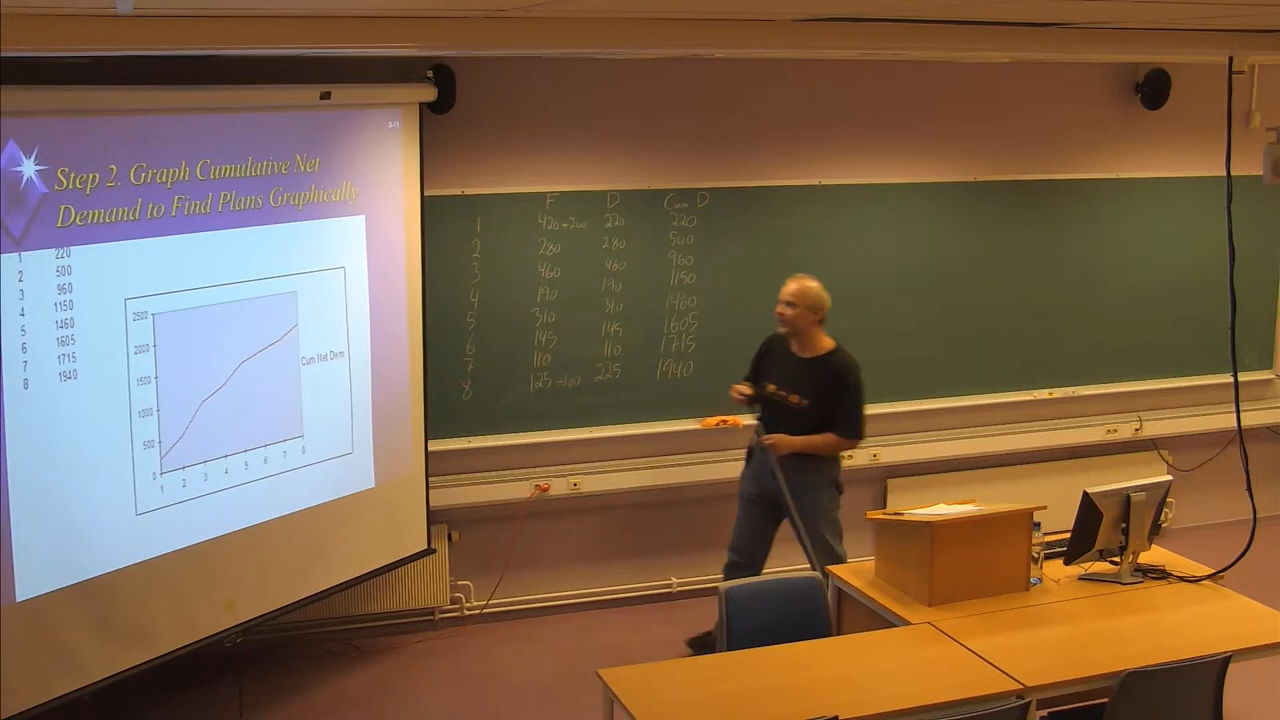 3-11
Step 2. Graph Cumulative Net
Demand to Find Plans Graphically
1 220
2 500
3 960
4 1150
5 1460
6 1605
7 1715
8 1940
2500
2000
1500
1000
500
0
1 2 3 4 5 6 7 8
Cum Net Dem
F D Cum D
1 420-200 220 220
2 280 280 500
3 460 460 960
4 190 190 1150
5 310 310 1460
6 145 145 1605
7 110 110 1715
8 125+100 225 1940